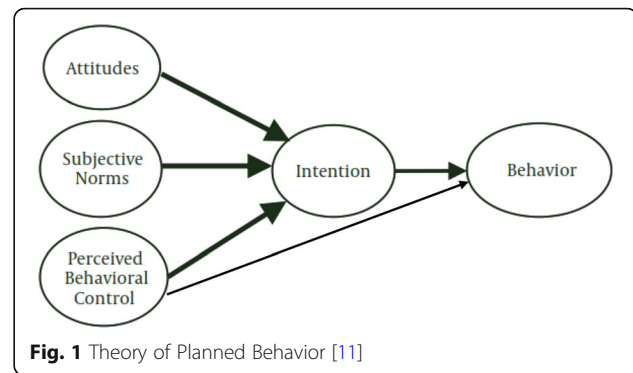 Attitudes
Subjective
Norms
Perceived
Behavioral
Control
Intention
Behavior
Fig. 1 Theory of Planned Behavior [11]